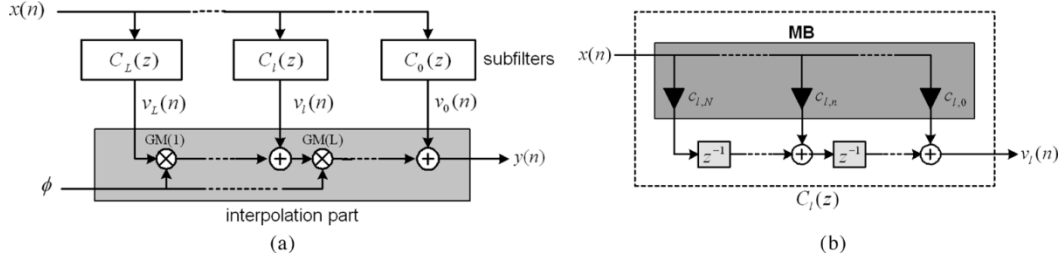 x(n)
C_L(z)
C_l(z)
C_0(z)
subfilters
v_L(n)
v_l(n)
v_0(n)
GM(1)
GM(L)
y(n)
ϕ
interpolation part
(a)
MB
x(n)
c_{l,N}
c_{l,n}
c_{l,0}
z^{-1}
z^{-1}
v_l(n)
C_l(z)
(b)